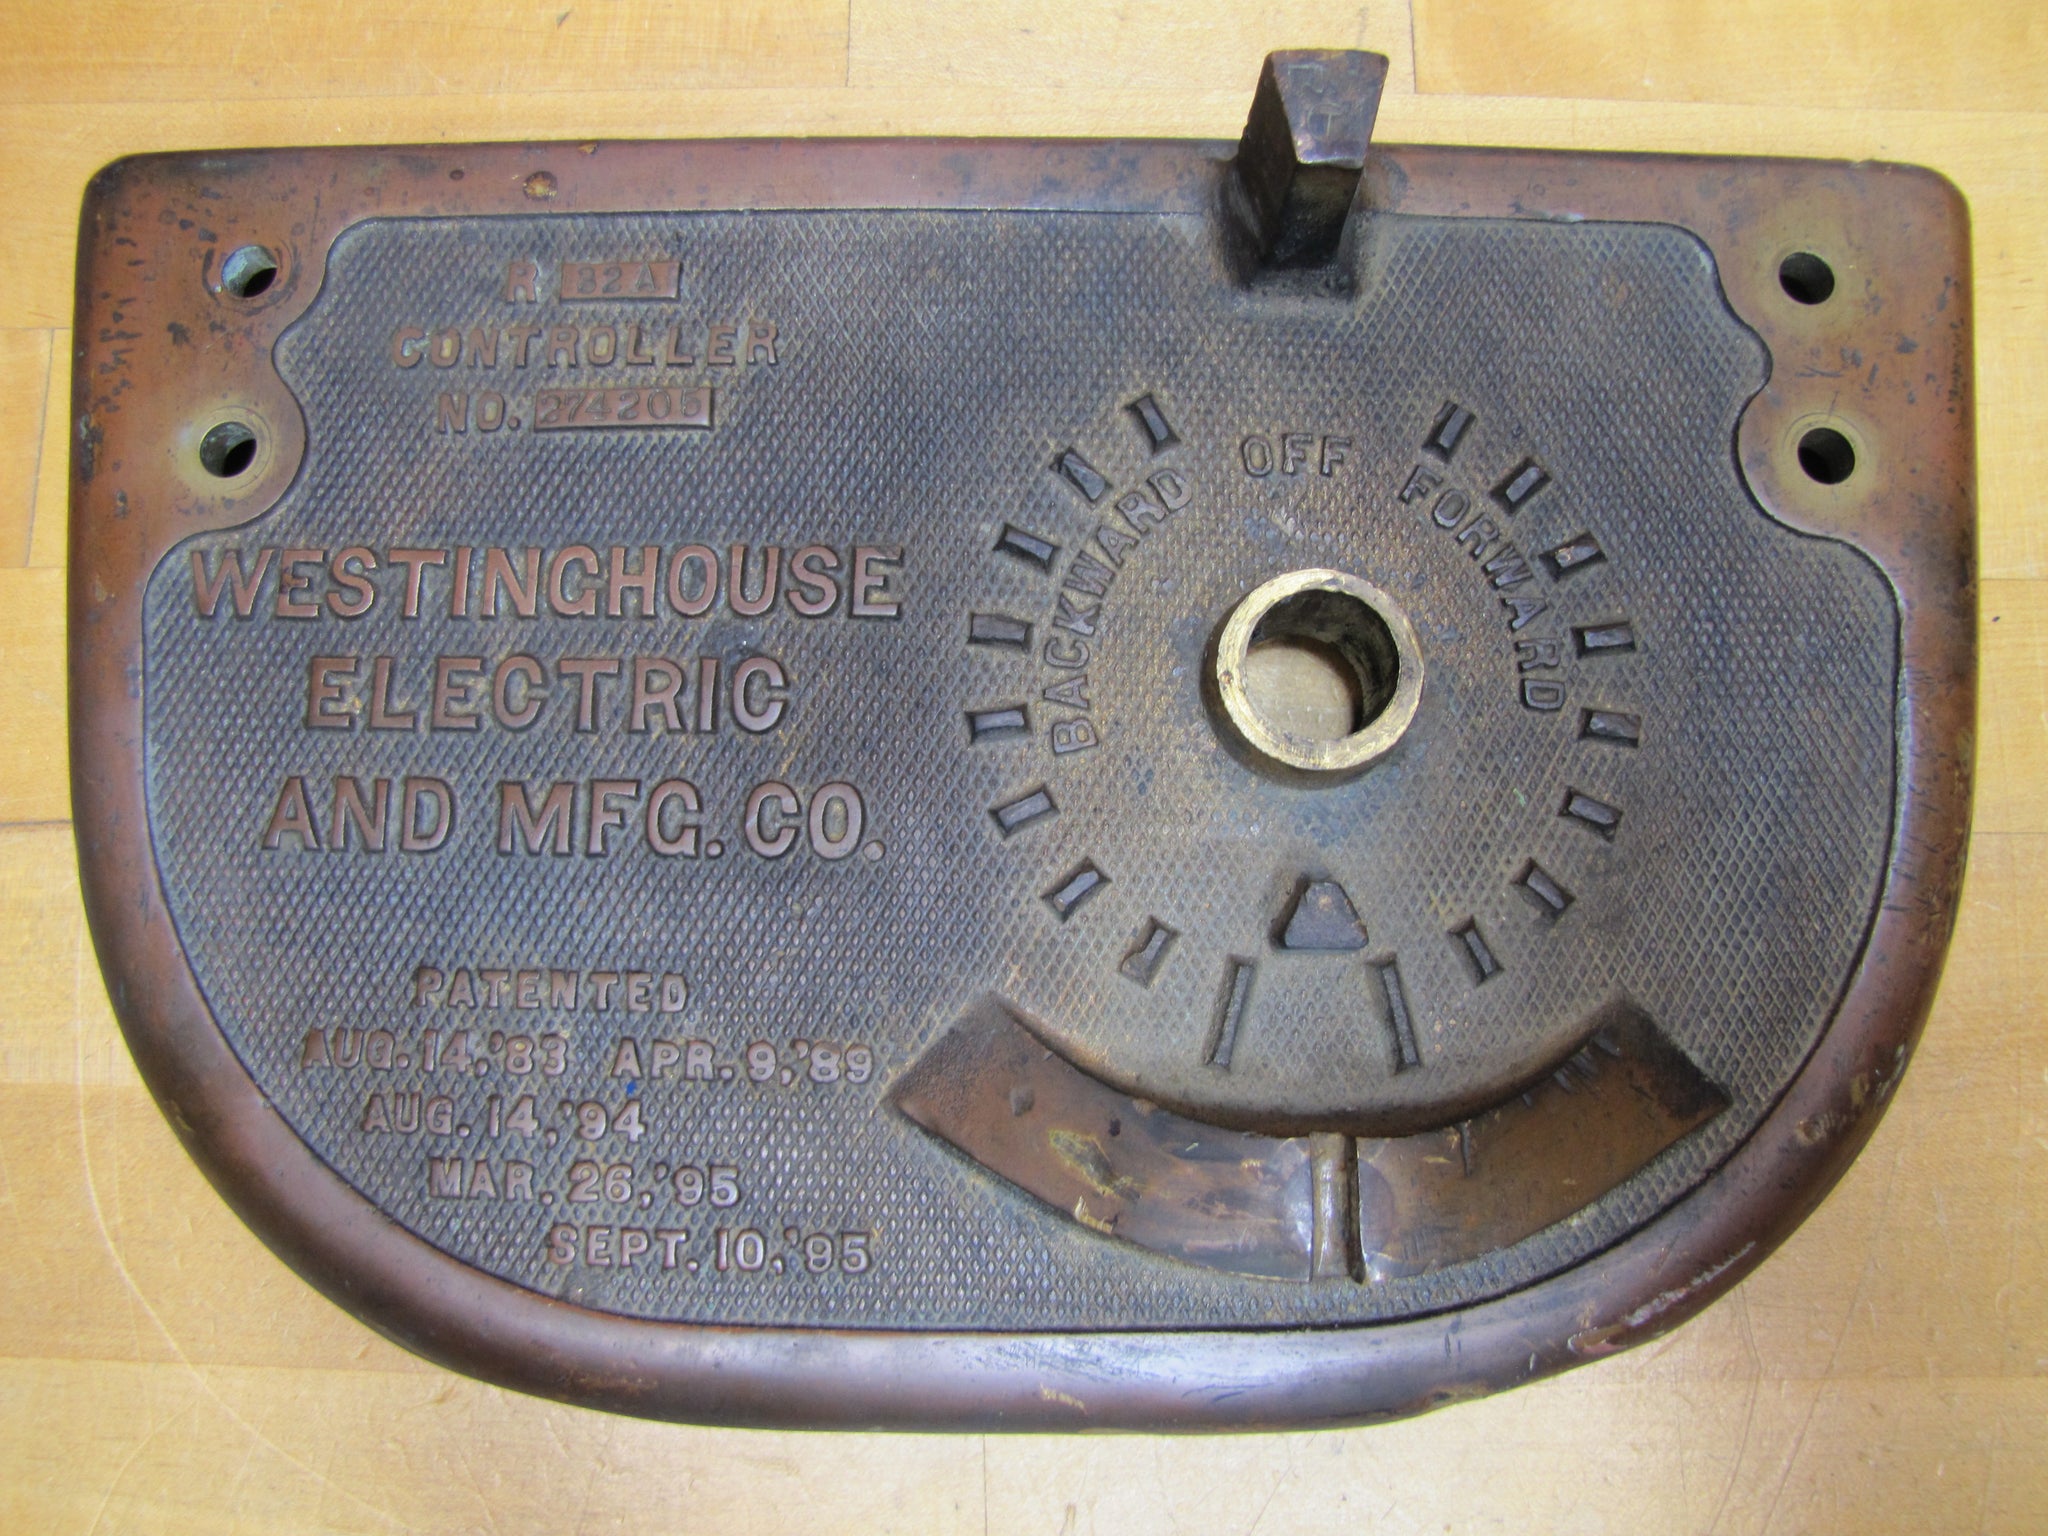 R 32A
CONTROLLER
NO. 274205
WESTINGHOUSE
ELECTRIC
AND MFG. CO.
PATENTED
AUG. 14, '83 APR. 9, '89
AUG. 14, '94
MAR. 26, '95
SEPT. 10, '95
BACKWARD
OFF
FORWARD